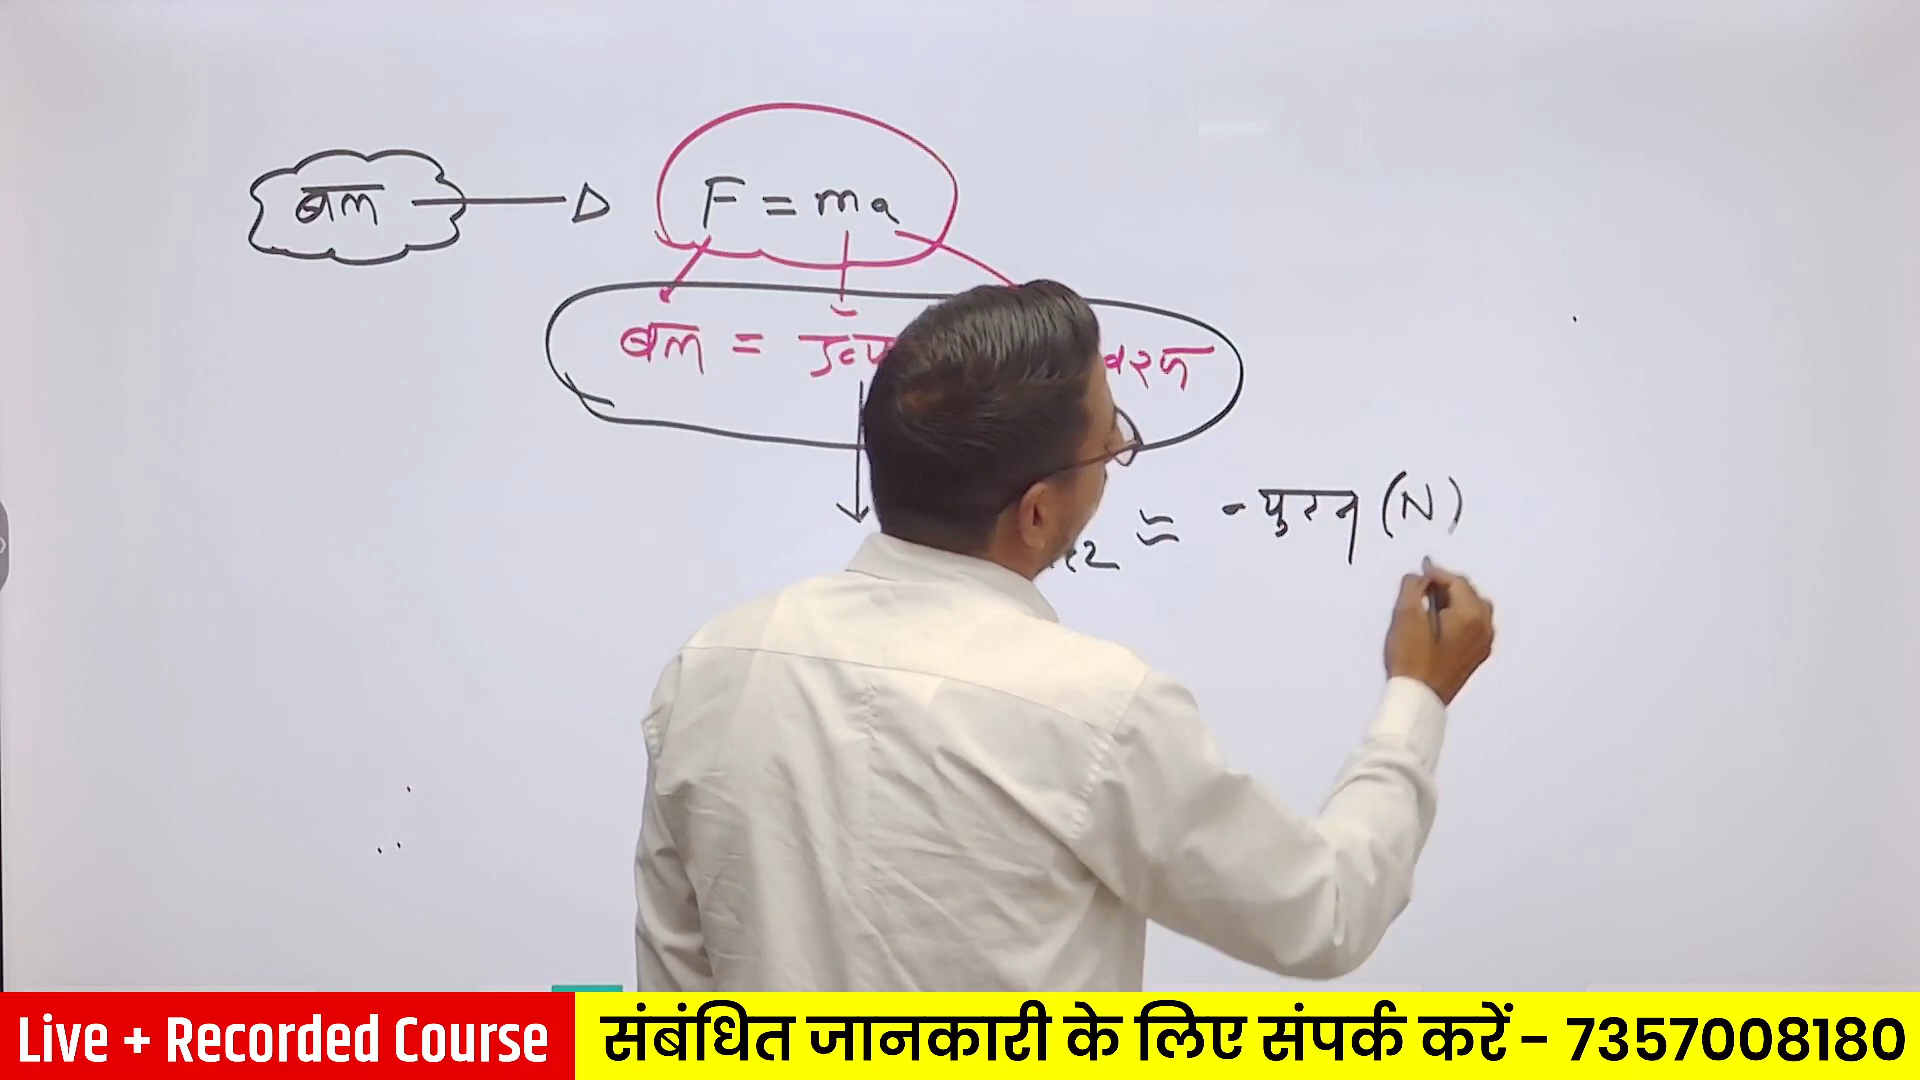 बल
F = ma
बल =
≈ - न्युटन (N)
Live + Recorded Course
संबंधित जानकारी के लिए संपर्क करें – 7357008180